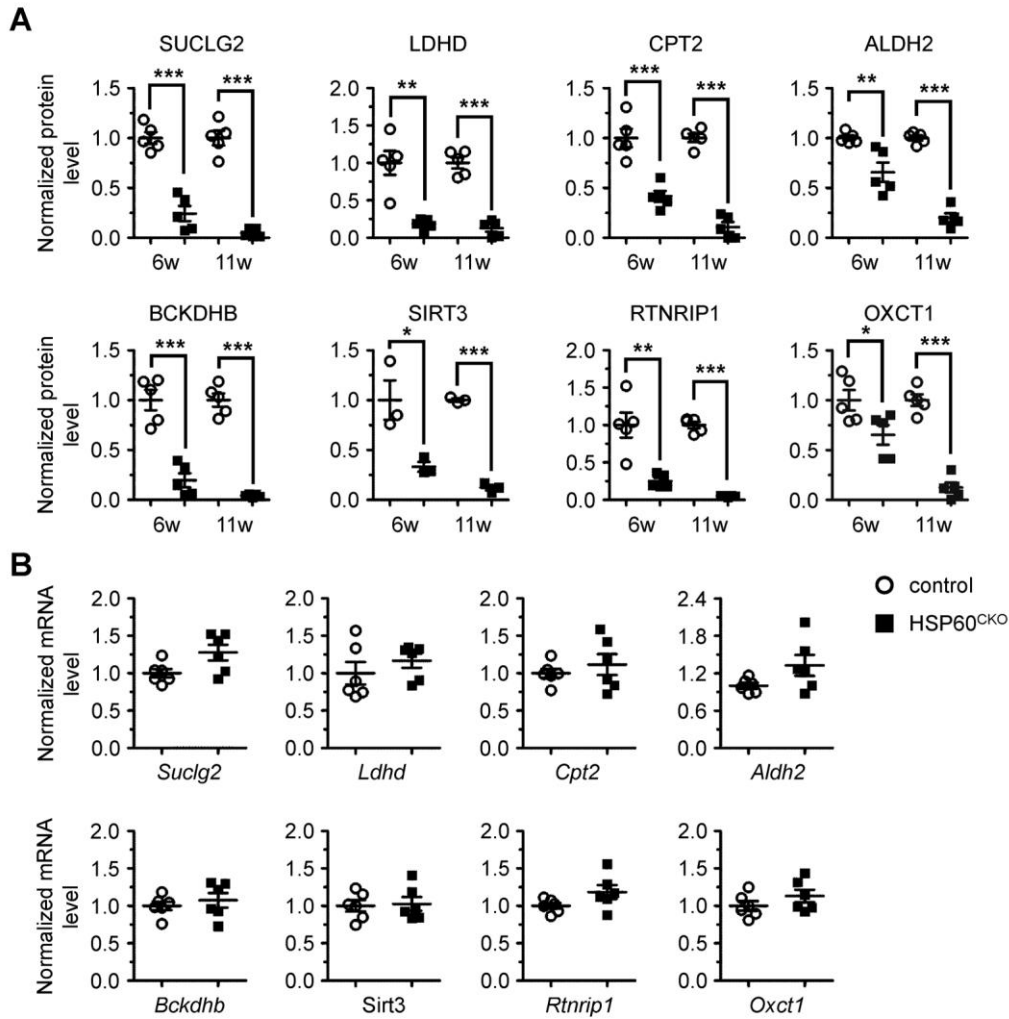 A
SUCLG2 LDHD CPT2 ALDH2
Normalized protein
level
1.5 1.0 0.5 0.0
*** ***
6w 11w
2.0 1.5 1.0 0.5 0.0
** ***
6w 11w
1.5 1.0 0.5 0.0
*** ***
6w 11w
1.5 1.0 0.5 0.0
** ***
6w 11w
BCKDHB SIRT3 RTNRIP1 OXCT1
Normalized protein
level
1.5 1.0 0.5 0.0
*** ***
6w 11w
1.5 1.0 0.5 0.0
* ***
6w 11w
2.0 1.5 1.0 0.5 0.0
** ***
6w 11w
1.5 1.0 0.5 0.0
* ***
6w 11w
B
control
HSP60CKO
Normalized mRNA
level
2.0 1.5 1.0 0.5 0.0
Suclg2
2.0 1.5 1.0 0.5 0.0
Ldhd
2.0 1.5 1.0 0.5 0.0
Cpt2
2.4 1.8 1.2 0.6 0.0
Aldh2
Normalized mRNA
level
2.0 1.5 1.0 0.5 0.0
Bckdhb
2.0 1.5 1.0 0.5 0.0
Sirt3
2.0 1.5 1.0 0.5 0.0
Rtnrip1
2.0 1.5 1.0 0.5 0.0
Oxct1